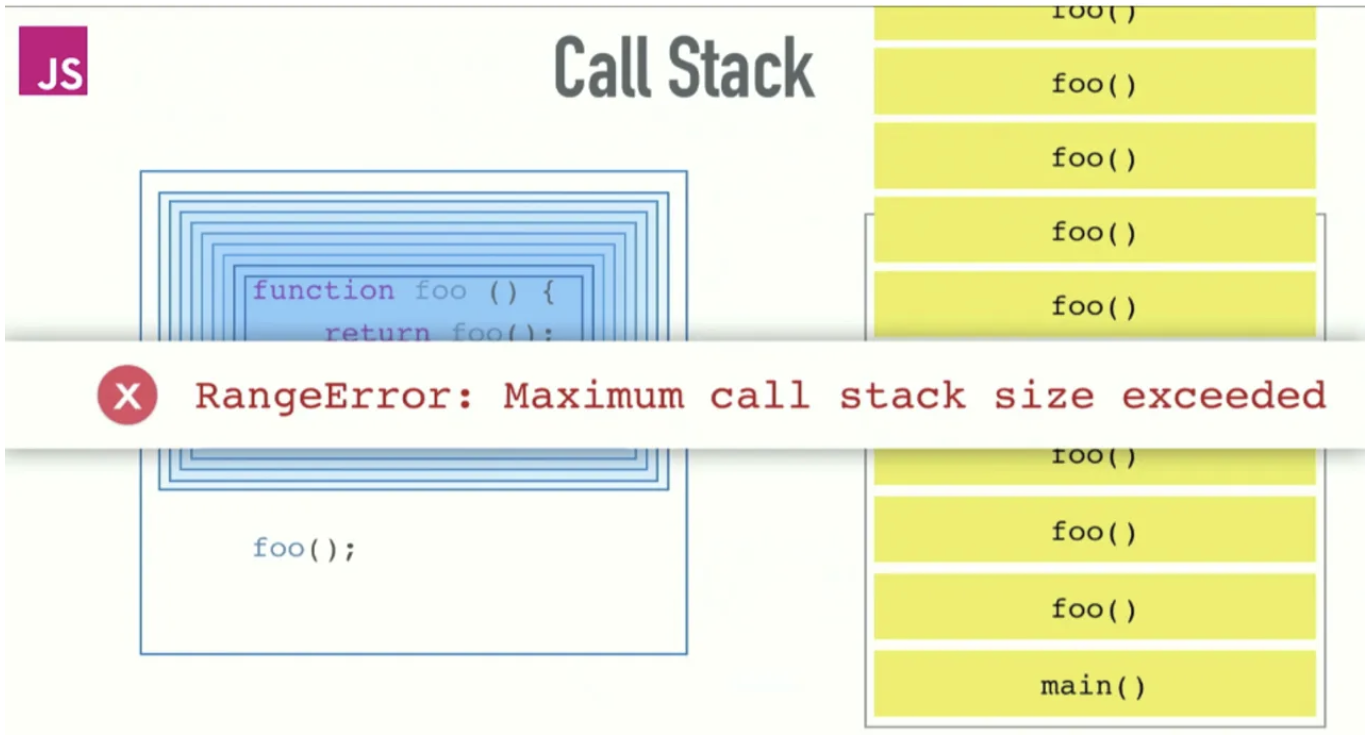 JS
Call Stack
function foo () {
return foo();
RangeError: Maximum call stack size exceeded
foo();
foo()
foo()
foo()
foo()
foo()
foo()
foo()
foo()
main()